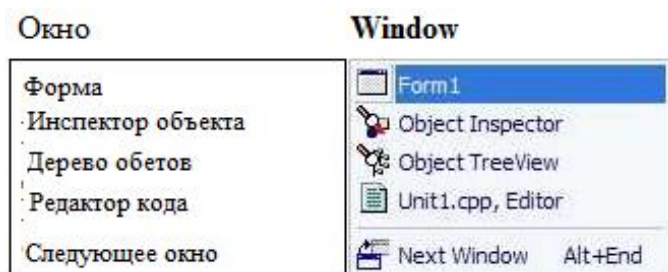 Окно Window
Форма Form1
Инспектор объекта Object Inspector
Дерево обетов Object TreeView
Редактор кода Unit1.cpp, Editor
Следующее окно Next Window Alt+End